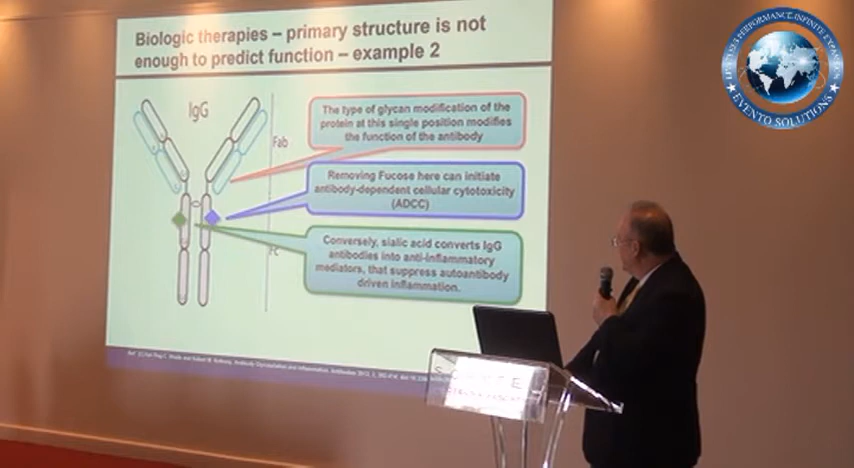 Biologic therapies – primary structure is not
enough to predict function – example 2
IgG
Fab
Fc
The type of glycan modification of the
protein at this single position modifies
the function of the antibody
Removing Fucose here can initiate
antibody-dependent cellular cytotoxicity
(ADCC)
Conversely, sialic acid converts IgG
antibodies into anti-inflammatory
mediators, that suppress autoantibody
driven inflammation.
EVENTO SOLUTIONS